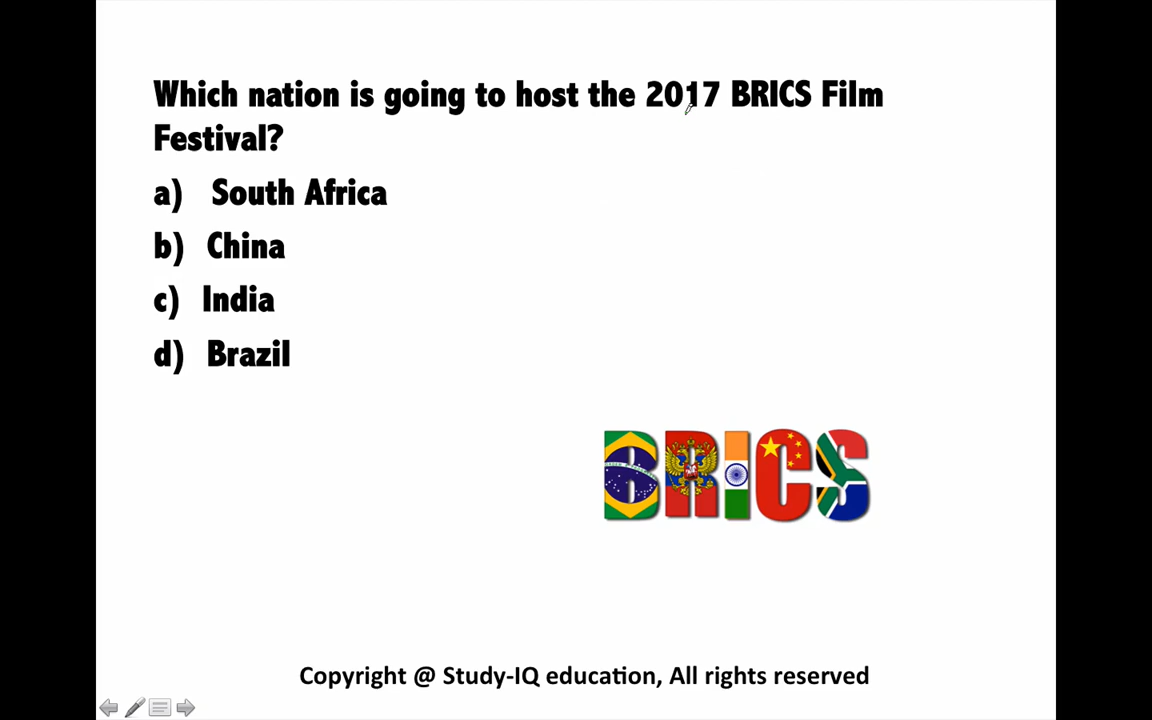 Which nation is going to host the 2017 BRICS Film
Festival?
a) South Africa
b) China
c) India
d) Brazil
BRICS
Copyright @ Study-IQ education, All rights reserved